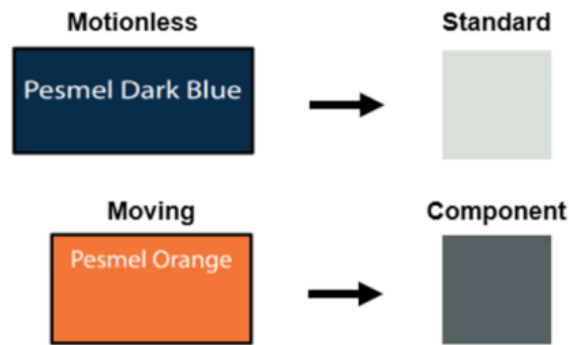 Motionless
Standard
Pesmel Dark Blue
Moving
Component
Pesmel Orange